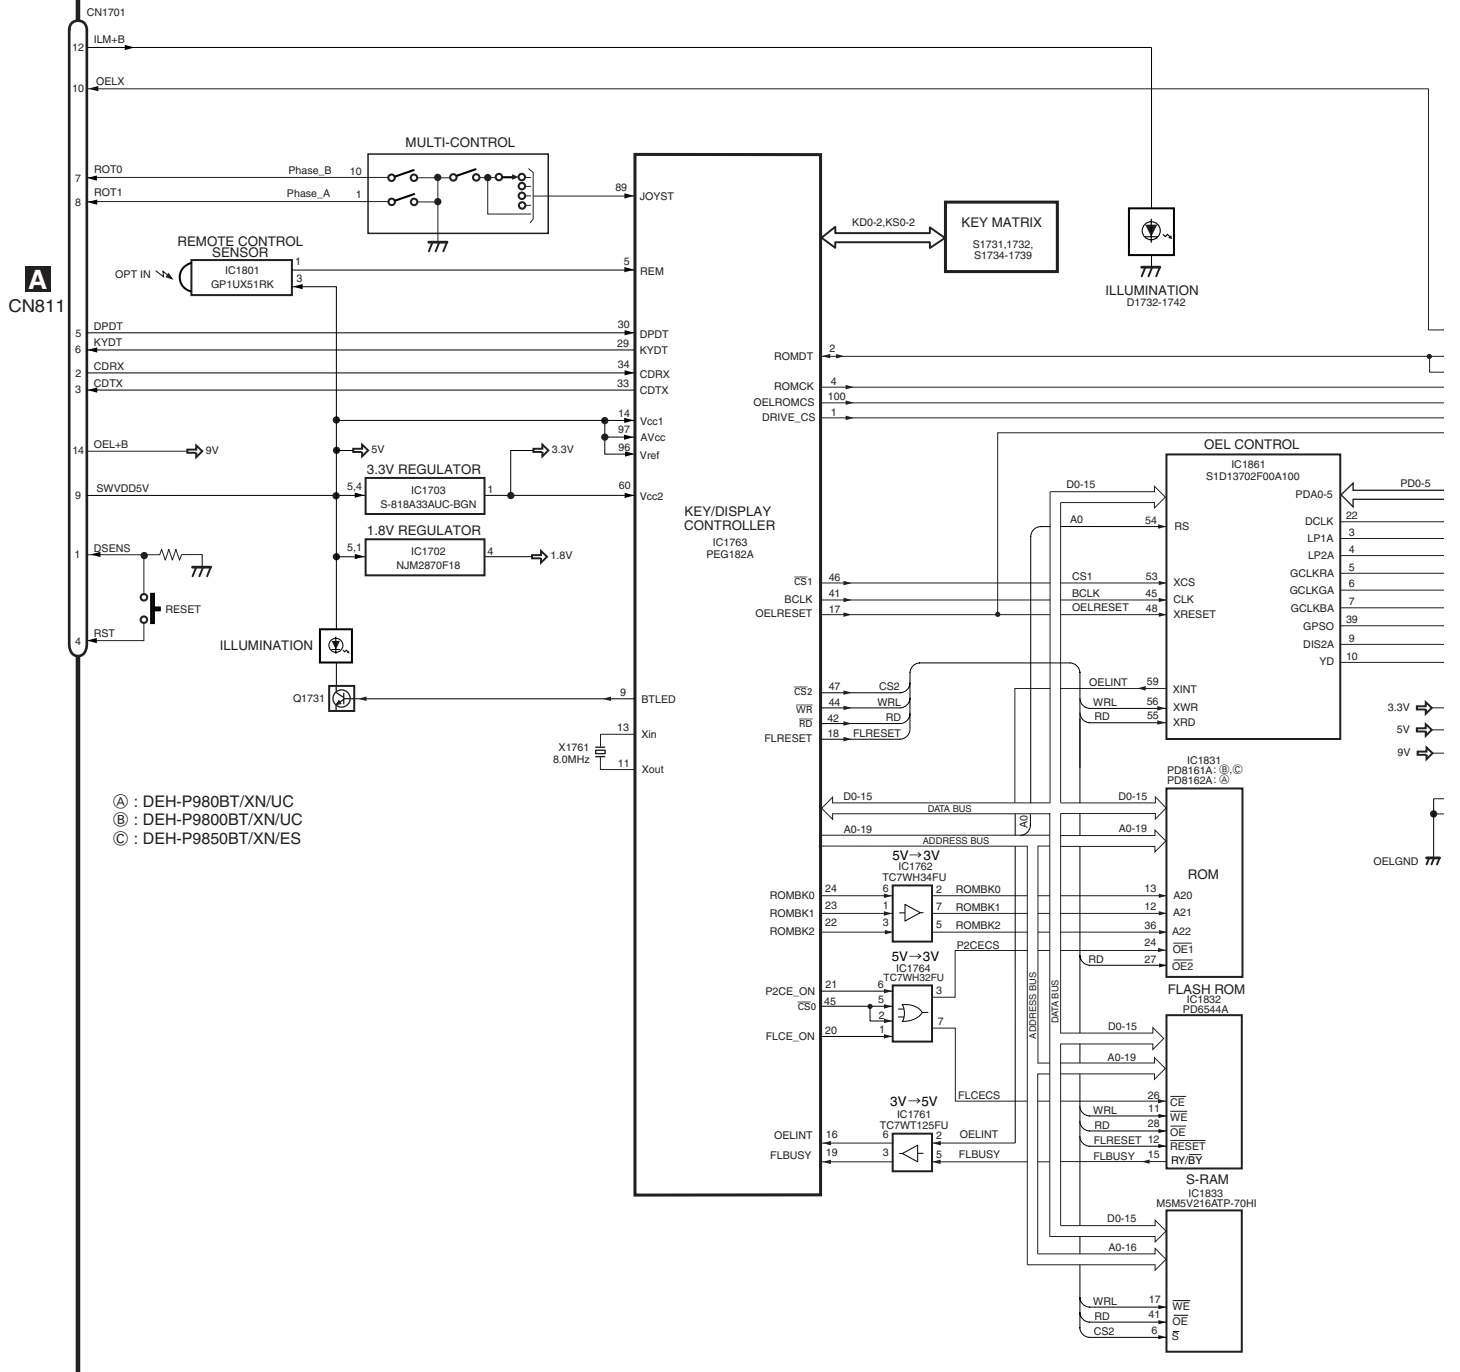 CN1701
12 ILM+B
10 OELX
MULTI-CONTROL
7 ROT0 Phase_B 10
8 ROT1 Phase_A 1
89 JOYST
KD0-2,KS0-2
KEY MATRIX
S1731,1732,
S1734-1739
REMOTE CONTROL
SENSOR
OPT IN
IC1801
GP1UX51RK
1
3
5 REM
ILLUMINATION
D1732-1742
A
CN811
5 DPDT 30 DPDT
6 KYDT 29 KYDT
2 CDRX 34 CDRX
3 CDTX 33 CDTX
ROMDT 2
ROMCK 4
OELROMCS 100
DRIVE_CS 1
14 Vcc1
97 AVcc
96 Vref
14 OEL+B 9V
5V
3.3V
3.3V REGULATOR
9 SWVDD5V
5,4
IC1703
S-818A33AUC-BGN
1
60 Vcc2
1.8V REGULATOR
5,1
IC1702
NJM2870F18
4
1.8V
KEY/DISPLAY
CONTROLLER
IC1763
PEG182A
OEL CONTROL
IC1861
S1D13702F00A100
D0-15
PDA0-5 PD0-5
A0 54 RS
DCLK 22
LP1A 3
LP2A 4
GCLKRA 5
GCLKGA 6
GCLKBA 7
GPSO 39
DIS2A 9
YD 10
1 DSENS
RESET
4 RST
CS1 46 CS1 53 XCS
BCLK 41 BCLK 45 CLK
OELRESET 17 OELRESET 48 XRESET
ILLUMINATION
Q1731
9 BTLED
CS2 47 CS2
WR 44 WRL
RD 42 RD
FLRESET 18 FLRESET
OELINT 59 XINT
WRL 56 XWR
RD 55 XRD
3.3V
5V
9V
13 Xin
X1761
8.0MHz
11 Xout
Ⓐ : DEH-P980BT/XN/UC
Ⓑ : DEH-P9800BT/XN/UC
Ⓒ : DEH-P9850BT/XN/ES
IC1831
PD8161A: Ⓑ,Ⓒ
PD8162A: Ⓐ
D0-15 DATA BUS D0-15
A0-19 A0 A0-19
ADDRESS BUS
ROM
OELGND
5V→3V
IC1762
TC7WH34FU
ROMBK0 24 6 2 ROMBK0 13 A20
ROMBK1 23 1 7 ROMBK1 12 A21
ROMBK2 22 3 5 ROMBK2 36 A22
P2CECS 24 OE1
RD 27 OE2
5V→3V
IC1764
TC7WH32FU
P2CE_ON 21 6 3
CS0 45 5
2
7
FLCE_ON 20 1
ADDRESS BUS
DATA BUS
FLASH ROM
IC1832
PD6544A
D0-15
A0-19
FLCECS 26 CE
WRL 11 WE
RD 28 OE
FLRESET 12 RESET
FLBUSY 15 RY/BY
3V→5V
IC1761
TC7WT125FU
OELINT 16 6 2 OELINT
FLBUSY 19 3 5 FLBUSY
S-RAM
IC1833
M5M5V216ATP-70HI
D0-15
A0-16
WRL 17 WE
RD 41 OE
CS2 6 S